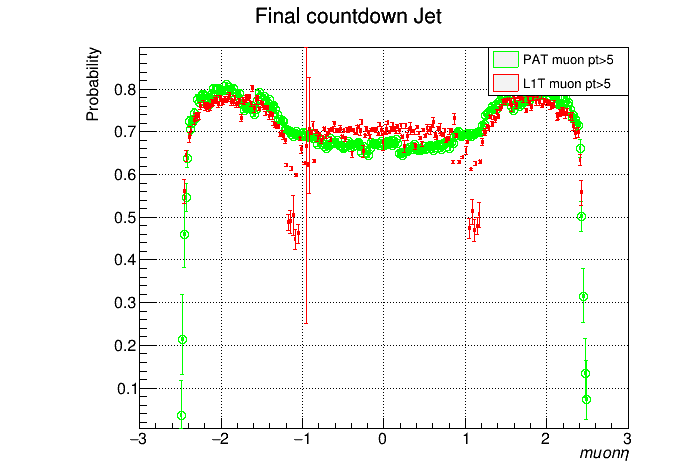 Final countdown Jet
Probability
PAT muon pt>5
L1T muon pt>5
0.8
0.7
0.6
0.5
0.4
0.3
0.2
0.1
−3 −2 −1 0 1 2 3
muonη